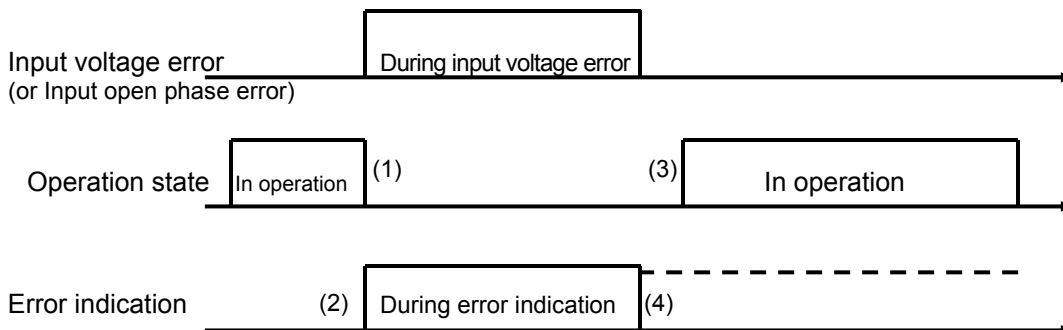 Input voltage error
(or Input open phase error)
During input voltage error
Operation state
In operation
(1)
(3)
In operation
Error indication
(2)
During error indication
(4)